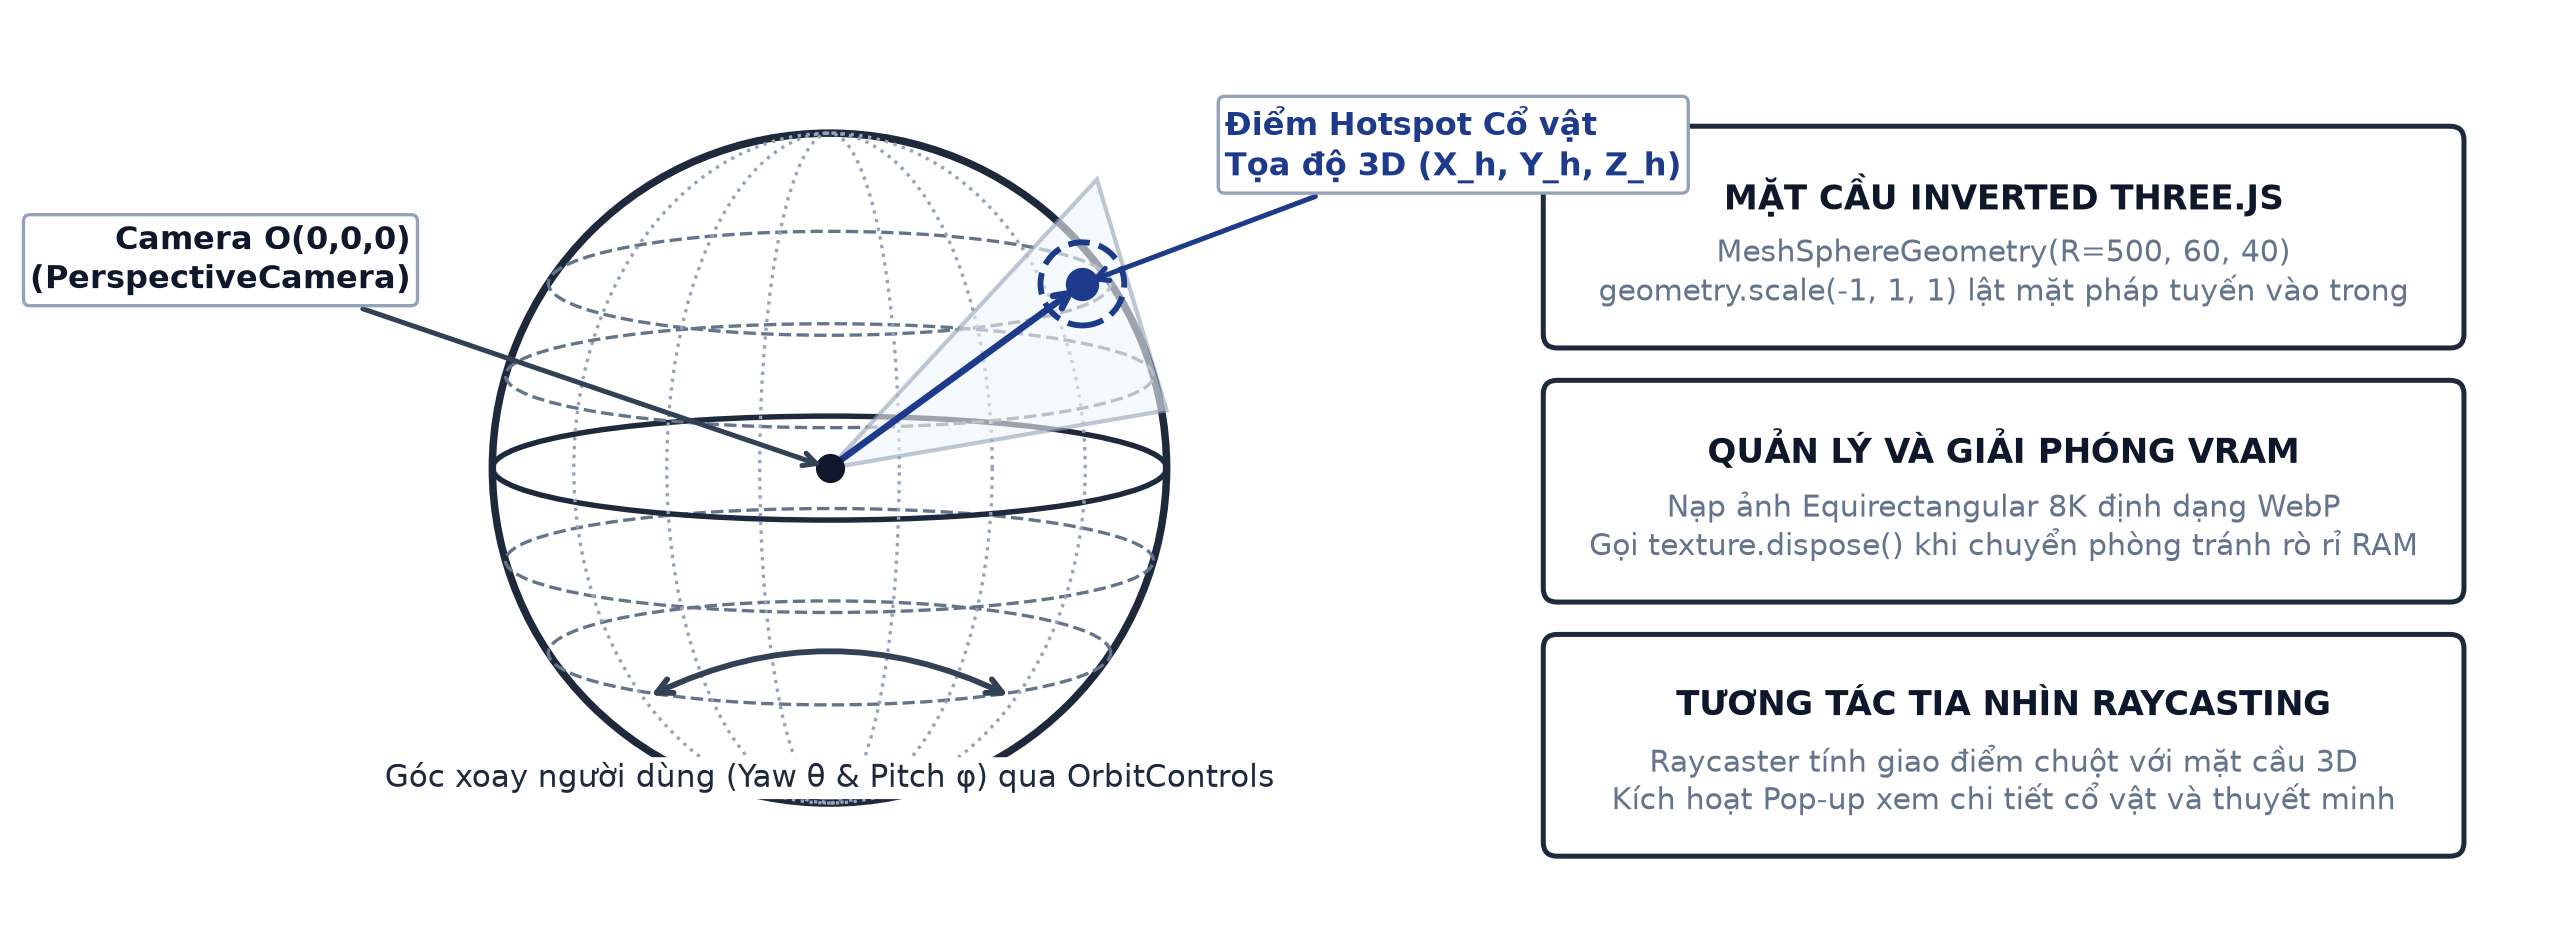 Camera O(0,0,0)
(PerspectiveCamera)
Điểm Hotspot Cổ vật
Tọa độ 3D (X_h, Y_h, Z_h)
Góc xoay người dùng (Yaw θ & Pitch φ) qua OrbitControls
MẶT CẦU INVERTED THREE.JS
MeshSphereGeometry(R=500, 60, 40)
geometry.scale(-1, 1, 1) lật mặt pháp tuyến vào trong
QUẢN LÝ VÀ GIẢI PHÓNG VRAM
Nạp ảnh Equirectangular 8K định dạng WebP
Gọi texture.dispose() khi chuyển phòng tránh rò rỉ RAM
TƯƠNG TÁC TIA NHÌN RAYCASTING
Raycaster tính giao điểm chuột với mặt cầu 3D
Kích hoạt Pop-up xem chi tiết cổ vật và thuyết minh